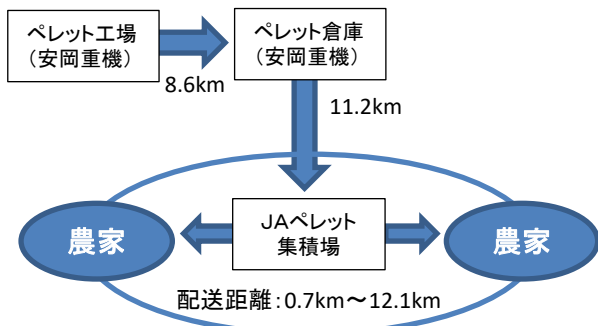 ペレット工場
（安岡重機）
ペレット倉庫
（安岡重機）
8.6km
11.2km
農家
JAペレット
集積場
農家
配送距離：0.7km～12.1km